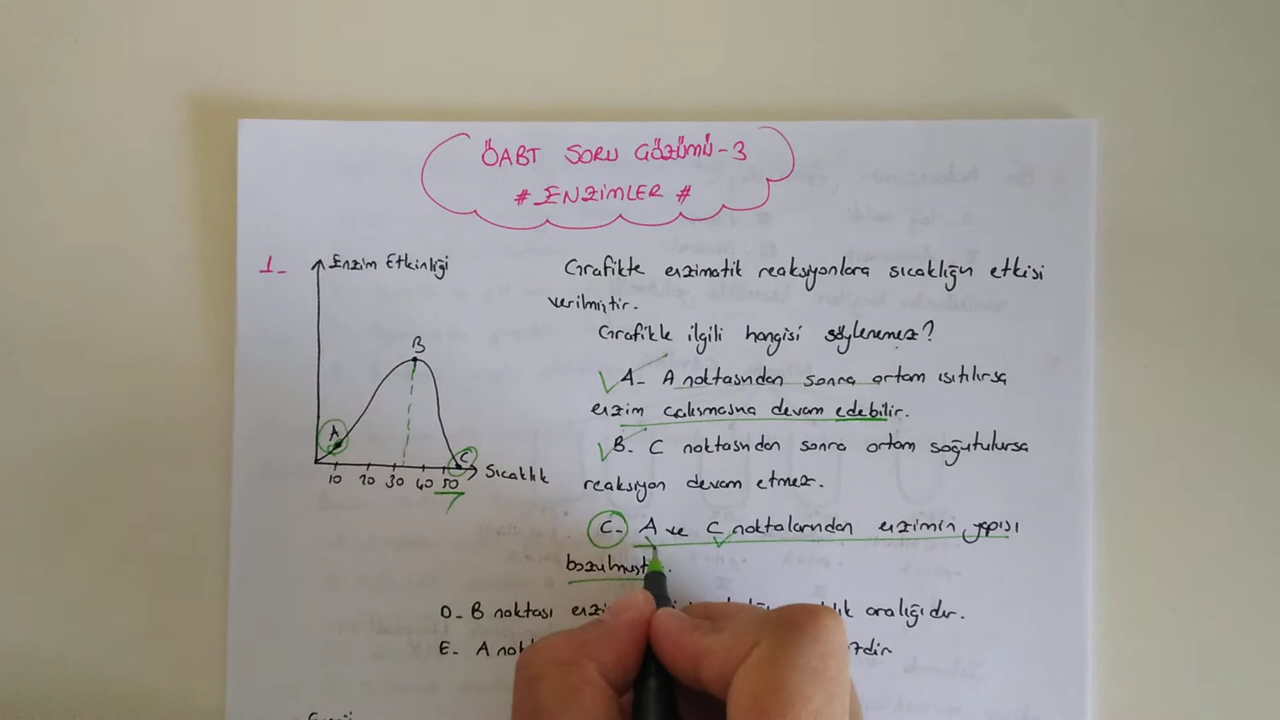 ÖABT SORU ÇÖZÜMÜ-3
# ENZİMLER #
1-
Enzim Etkinliği
B
A
C
10 20 30 40 50
Sıcaklık
Grafikte enzimatik reaksiyonlara sıcaklığın etkisi
verilmiştir.
Grafikle ilgili hangisi söylenemez?
A- A noktasından sonra ortam ısıtılırsa
enzim çalışmasına devam edebilir.
B- C noktasından sonra ortam soğutulursa
reaksiyon devam etmez.
C- A ve C noktalarından enzimin yapısı
D- B noktası
aralığıdır.
E- A